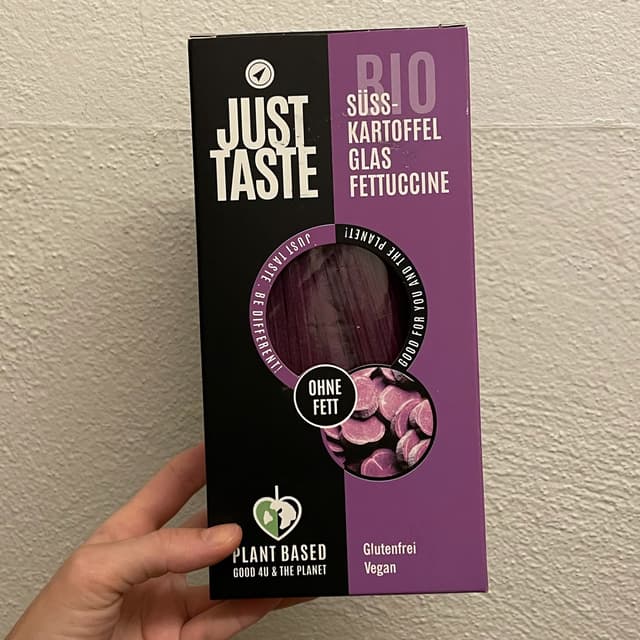 JUST
TASTE
BIO
SÜSS-
KARTOFFEL
GLAS
FETTUCCINE
JUST TASTE. BE DIFFERENT!
GOOD FOR YOU AND THE PLANET!
OHNE
FETT
PLANT BASED
GOOD 4U & THE PLANET
Glutenfrei
Vegan